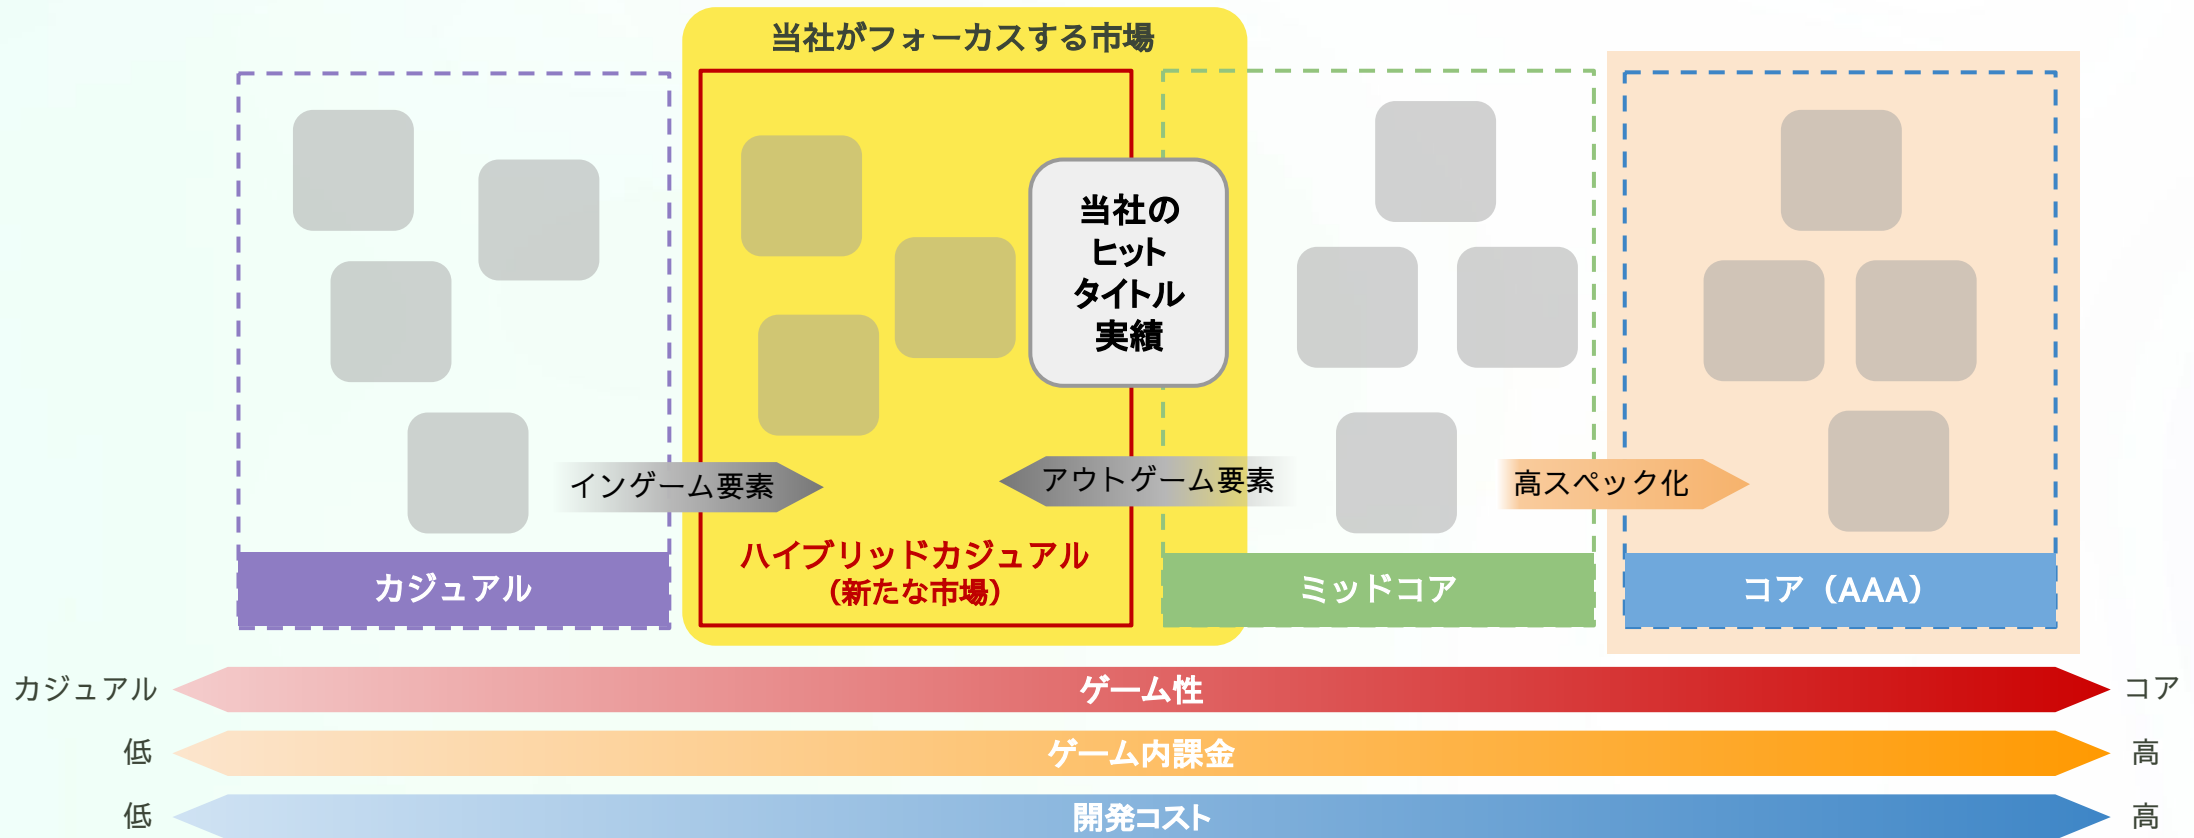 当社がフォーカスする市場
当社の
ヒット
タイトル
実績
インゲーム要素
アウトゲーム要素
高スペック化
カジュアル
ハイブリッドカジュアル
（新たな市場）
ミッドコア
コア（AAA）
カジュアル
ゲーム性
コア
低
ゲーム内課金
高
低
開発コスト
高